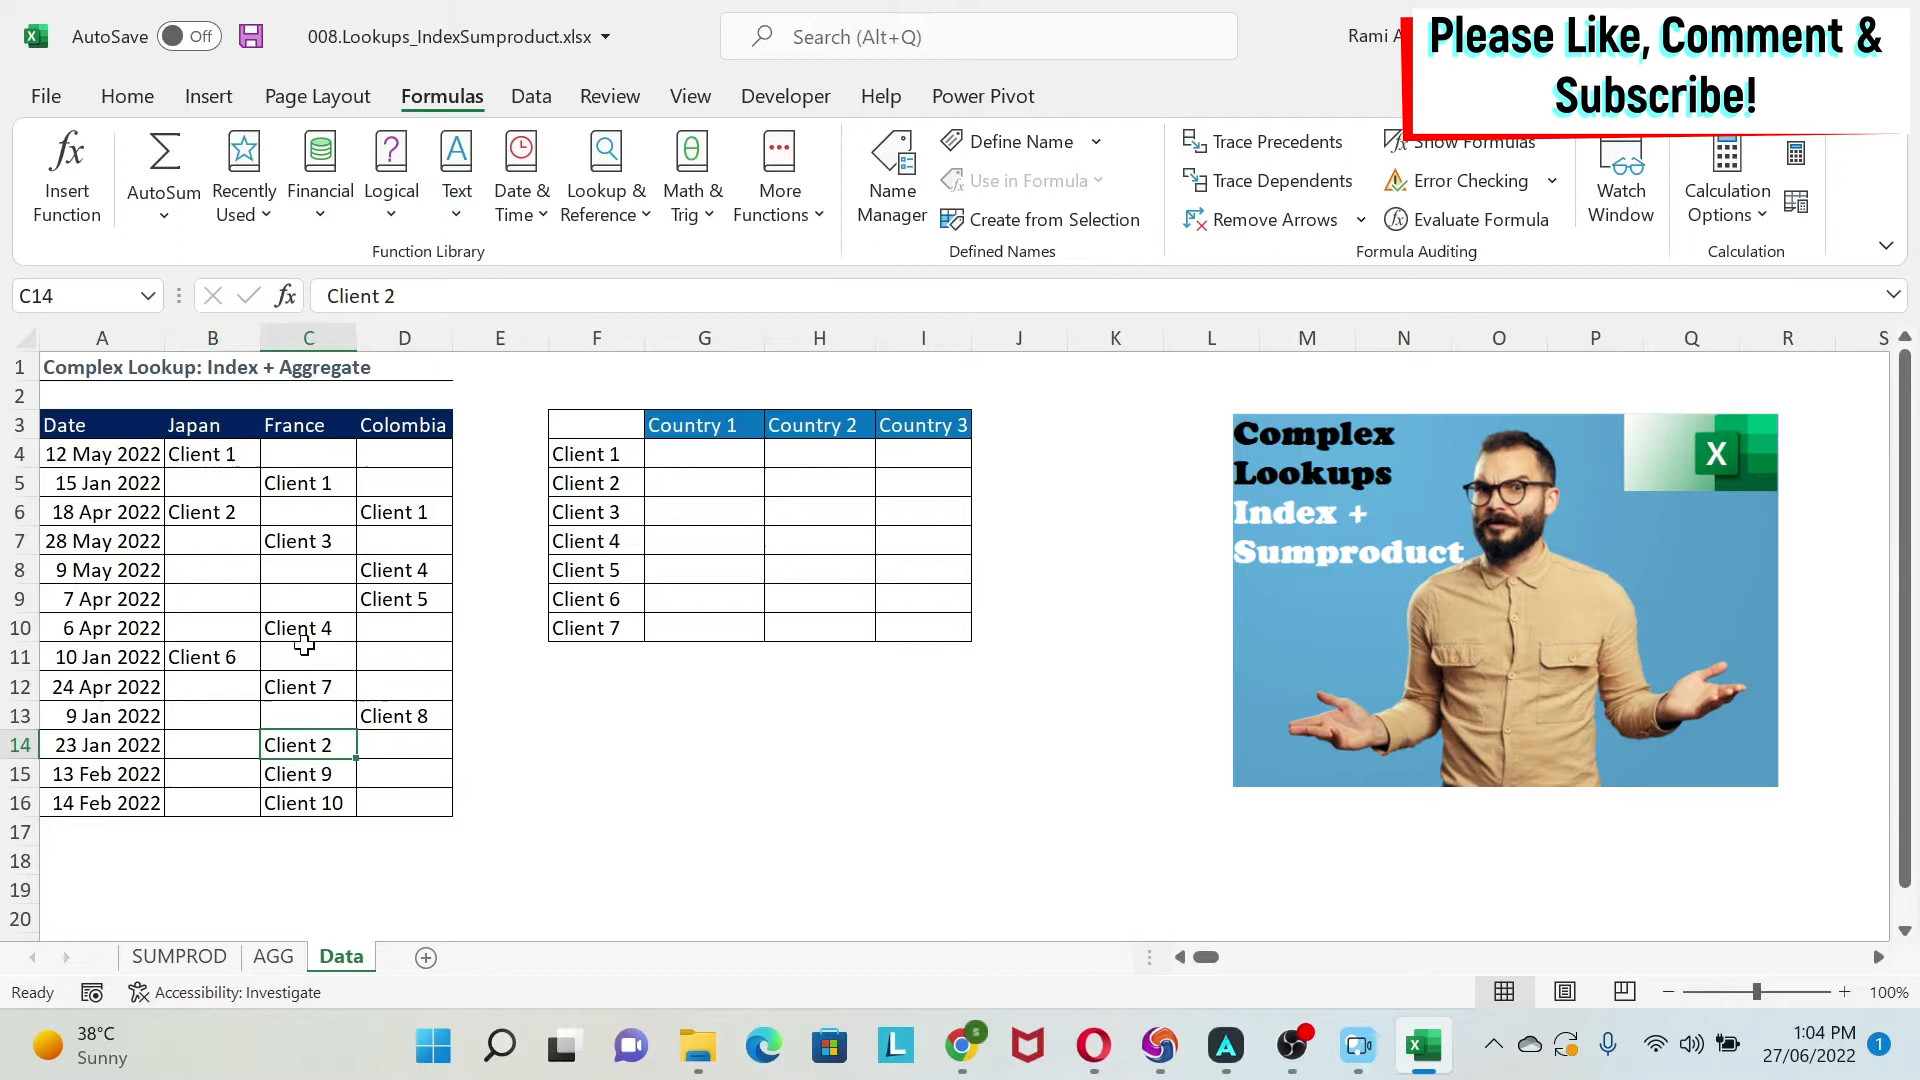 AutoSave Off 008.Lookups_IndexSumproduct.xlsx Search (Alt+Q) Rami
Please Like, Comment &
Subscribe!
File Home Insert Page Layout Formulas Data Review View Developer Help Power Pivot
Insert Function
AutoSum
Recently Used
Financial
Logical
Text
Date & Time
Lookup & Reference
Math & Trig
More Functions
Function Library
Name Manager
Define Name
Use in Formula
Create from Selection
Defined Names
Trace Precedents
Trace Dependents
Remove Arrows
Show Formulas
Error Checking
Evaluate Formula
Formula Auditing
Watch Window
Calculation Options
Calculation
C14 fx Client 2
A B C D E F G H I J K L M N O P Q R S
1 Complex Lookup: Index + Aggregate
2
3 Date Japan France Colombia Country 1 Country 2 Country 3
4 12 May 2022 Client 1 Client 1
5 15 Jan 2022 Client 1 Client 2
6 18 Apr 2022 Client 2 Client 1 Client 3
7 28 May 2022 Client 3 Client 4
8 9 May 2022 Client 4 Client 5
9 7 Apr 2022 Client 5 Client 6
10 6 Apr 2022 Client 4 Client 7
11 10 Jan 2022 Client 6
12 24 Apr 2022 Client 7
13 9 Jan 2022 Client 8
14 23 Jan 2022 Client 2
15 13 Feb 2022 Client 9
16 14 Feb 2022 Client 10
17
18
19
20
Complex
Lookups
Index +
Sumproduct
X
SUMPROD AGG Data
Ready Accessibility: Investigate 100%
38°C
Sunny
1:04 PM
27/06/2022
1